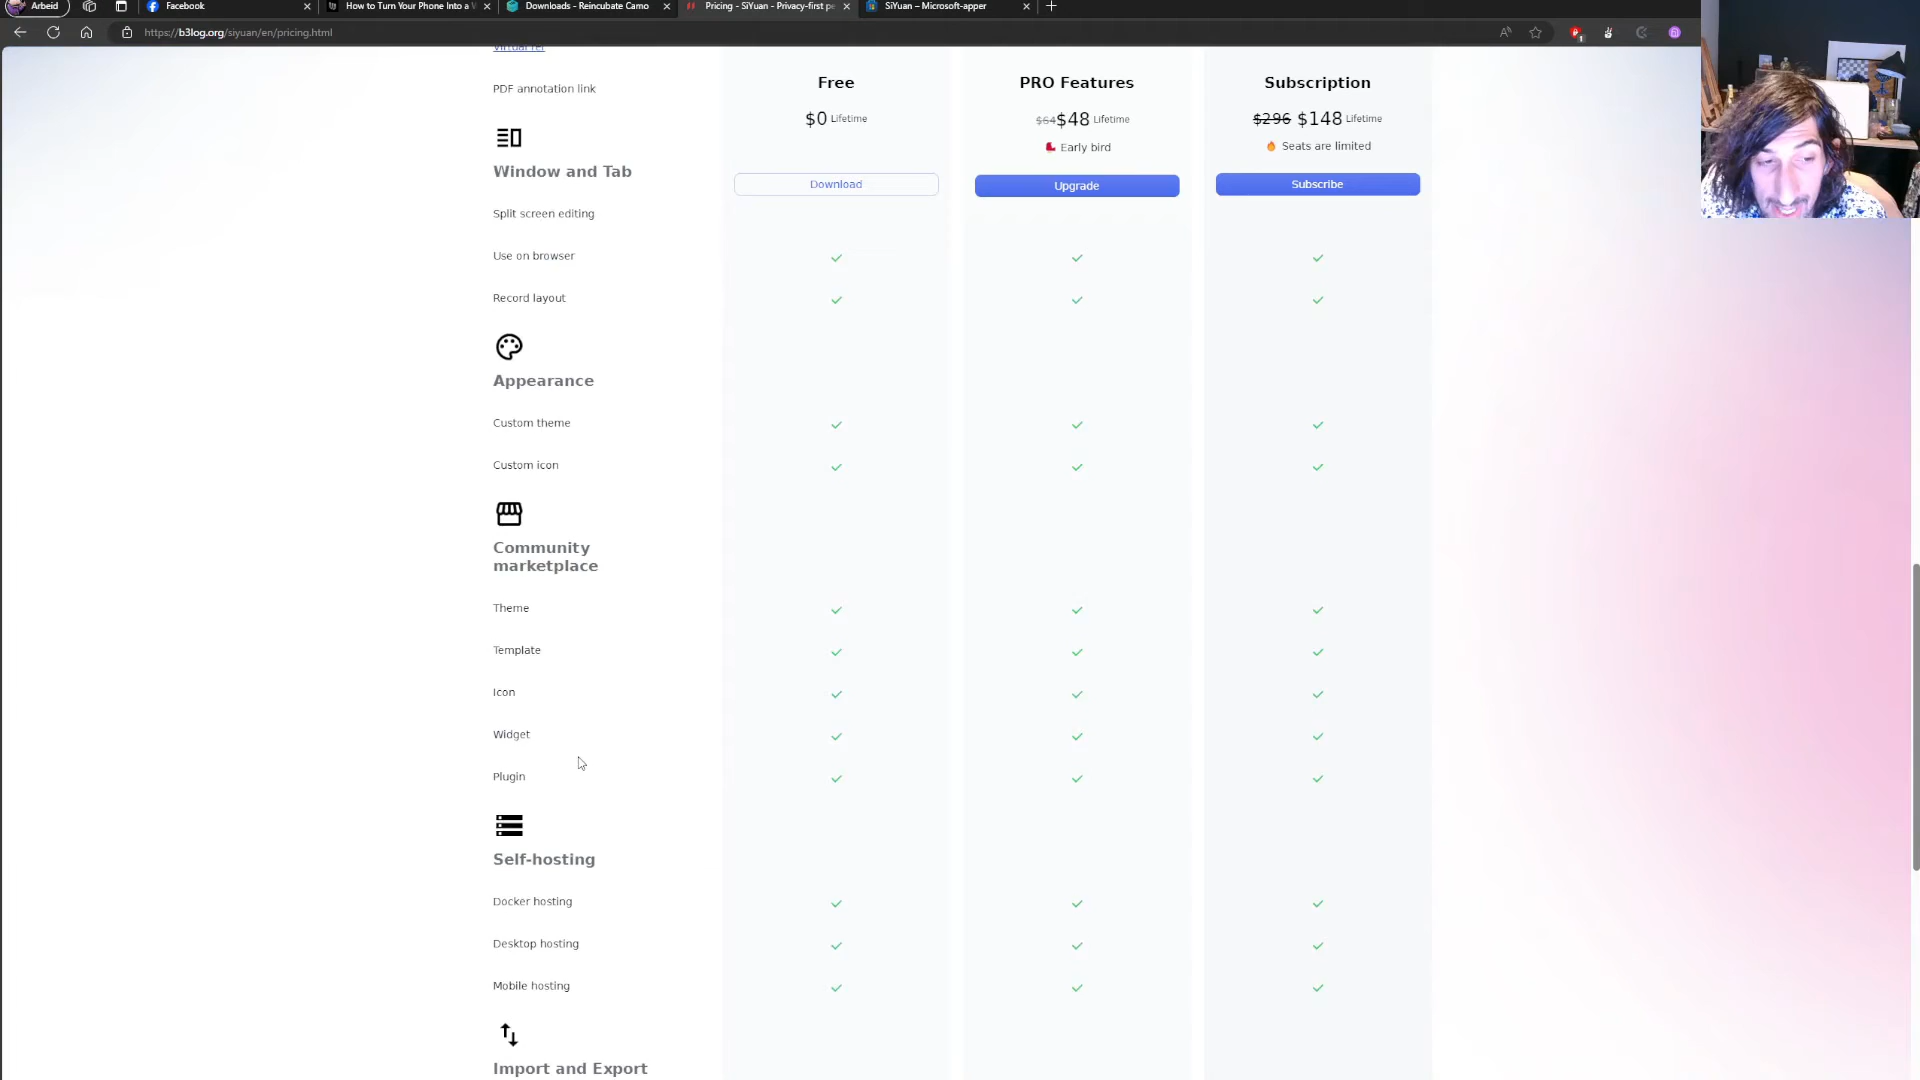 Arbeid
Facebook
How to Turn Your Phone Into a W
Downloads - Reincubate Camo
Pricing - SiYuan - Privacy-first pe
SiYuan – Microsoft-apper
https://b3log.org/siyuan/en/pricing.html
Virtual ref
PDF annotation link
Free
PRO Features
Subscription
$0 Lifetime
$64 $48 Lifetime
$296 $148 Lifetime
Early bird
Seats are limited
Window and Tab
Download
Upgrade
Subscribe
Split screen editing
Use on browser
Record layout
Appearance
Custom theme
Custom icon
Community
marketplace
Theme
Template
Icon
Widget
Plugin
Self-hosting
Docker hosting
Desktop hosting
Mobile hosting
Import and Export